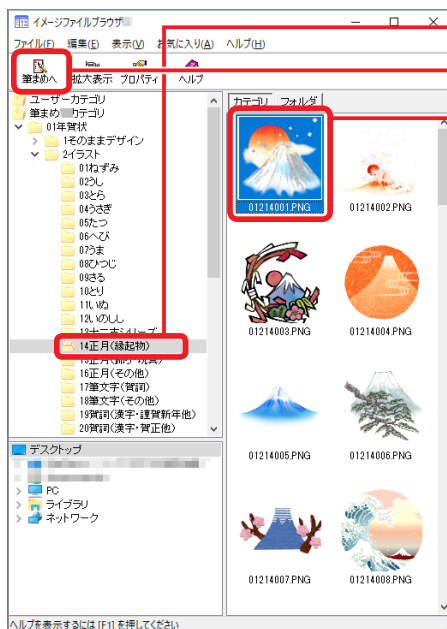 イメージファイルブラウザ
ファイル(F) 編集(E) 表示(V) お気に入り(A) ヘルプ(H)
筆まめへ 拡大表示 プロパティ ヘルプ
ユーザーカテゴリ
筆まめ カテゴリ
01年賀状
1そのままデザイン
2イラスト
01ねずみ
02うし
03とら
04うさぎ
05たつ
06へび
07うま
08ひつじ
09さる
10とり
11いぬ
12いのしし
13十二支シリーズ
14正月(縁起物)
16正月(その他)
17筆文字(賀詞)
18筆文字(その他)
19賀詞(漢字・謹賀新年他)
20賀詞(漢字・賀正他)
デスクトップ
PC
ライブラリ
ネットワーク
カテゴリ フォルダ
01214001.PNG 01214002.PNG
01214003.PNG 01214004.PNG
01214005.PNG 01214006.PNG
01214007.PNG 01214008.PNG
ヘルプを表示するには [F1] を押してください